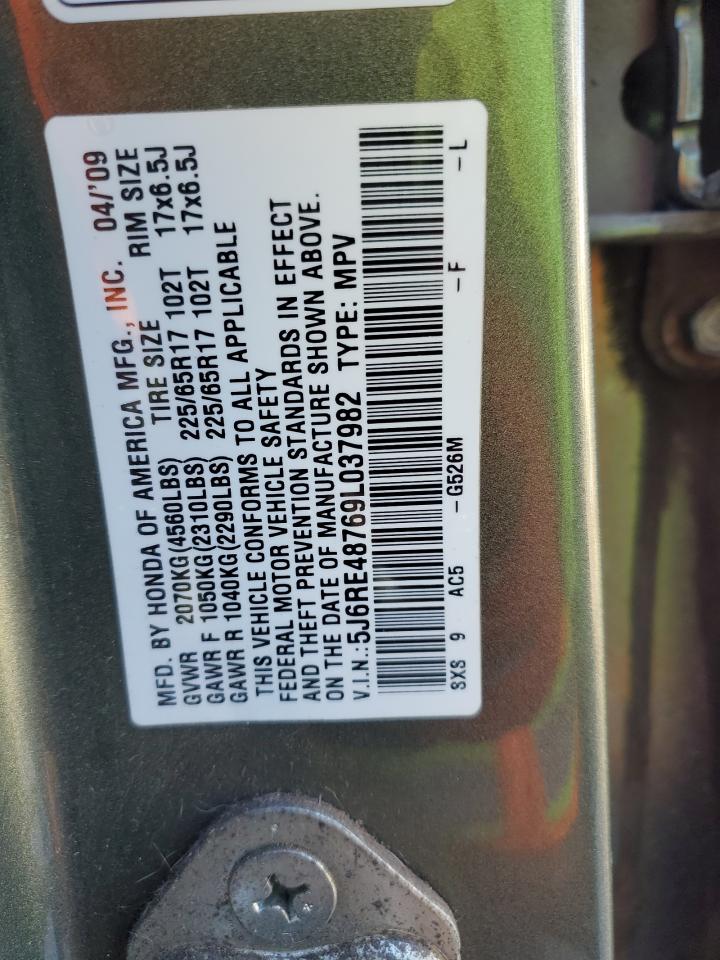 MFD. BY HONDA OF AMERICA MFG., INC. 04/'09
GVWR 2070KG(4560LBS) TIRE SIZE RIM SIZE
GAWR F 1050KG(2310LBS) 225/65R17 102T 17x6.5J
GAWR R 1040KG(2290LBS) 225/65R17 102T 17x6.5J
THIS VEHICLE CONFORMS TO ALL APPLICABLE
FEDERAL MOTOR VEHICLE SAFETY
AND THEFT PREVENTION STANDARDS IN EFFECT
ON THE DATE OF MANUFACTURE SHOWN ABOVE.
V.I.N.:5J6RE48769L037982 TYPE: MPV
SXS 9 AC5 -G526M -F -L